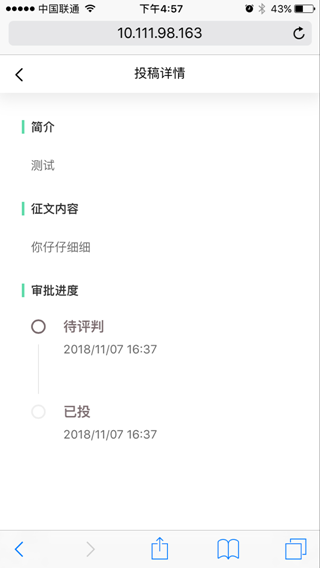 中国联通 下午4:57 43%
10.111.98.163
投稿详情
简介
测试
征文内容
你仔仔细细
审批进度
待评判
2018/11/07 16:37
已投
2018/11/07 16:37